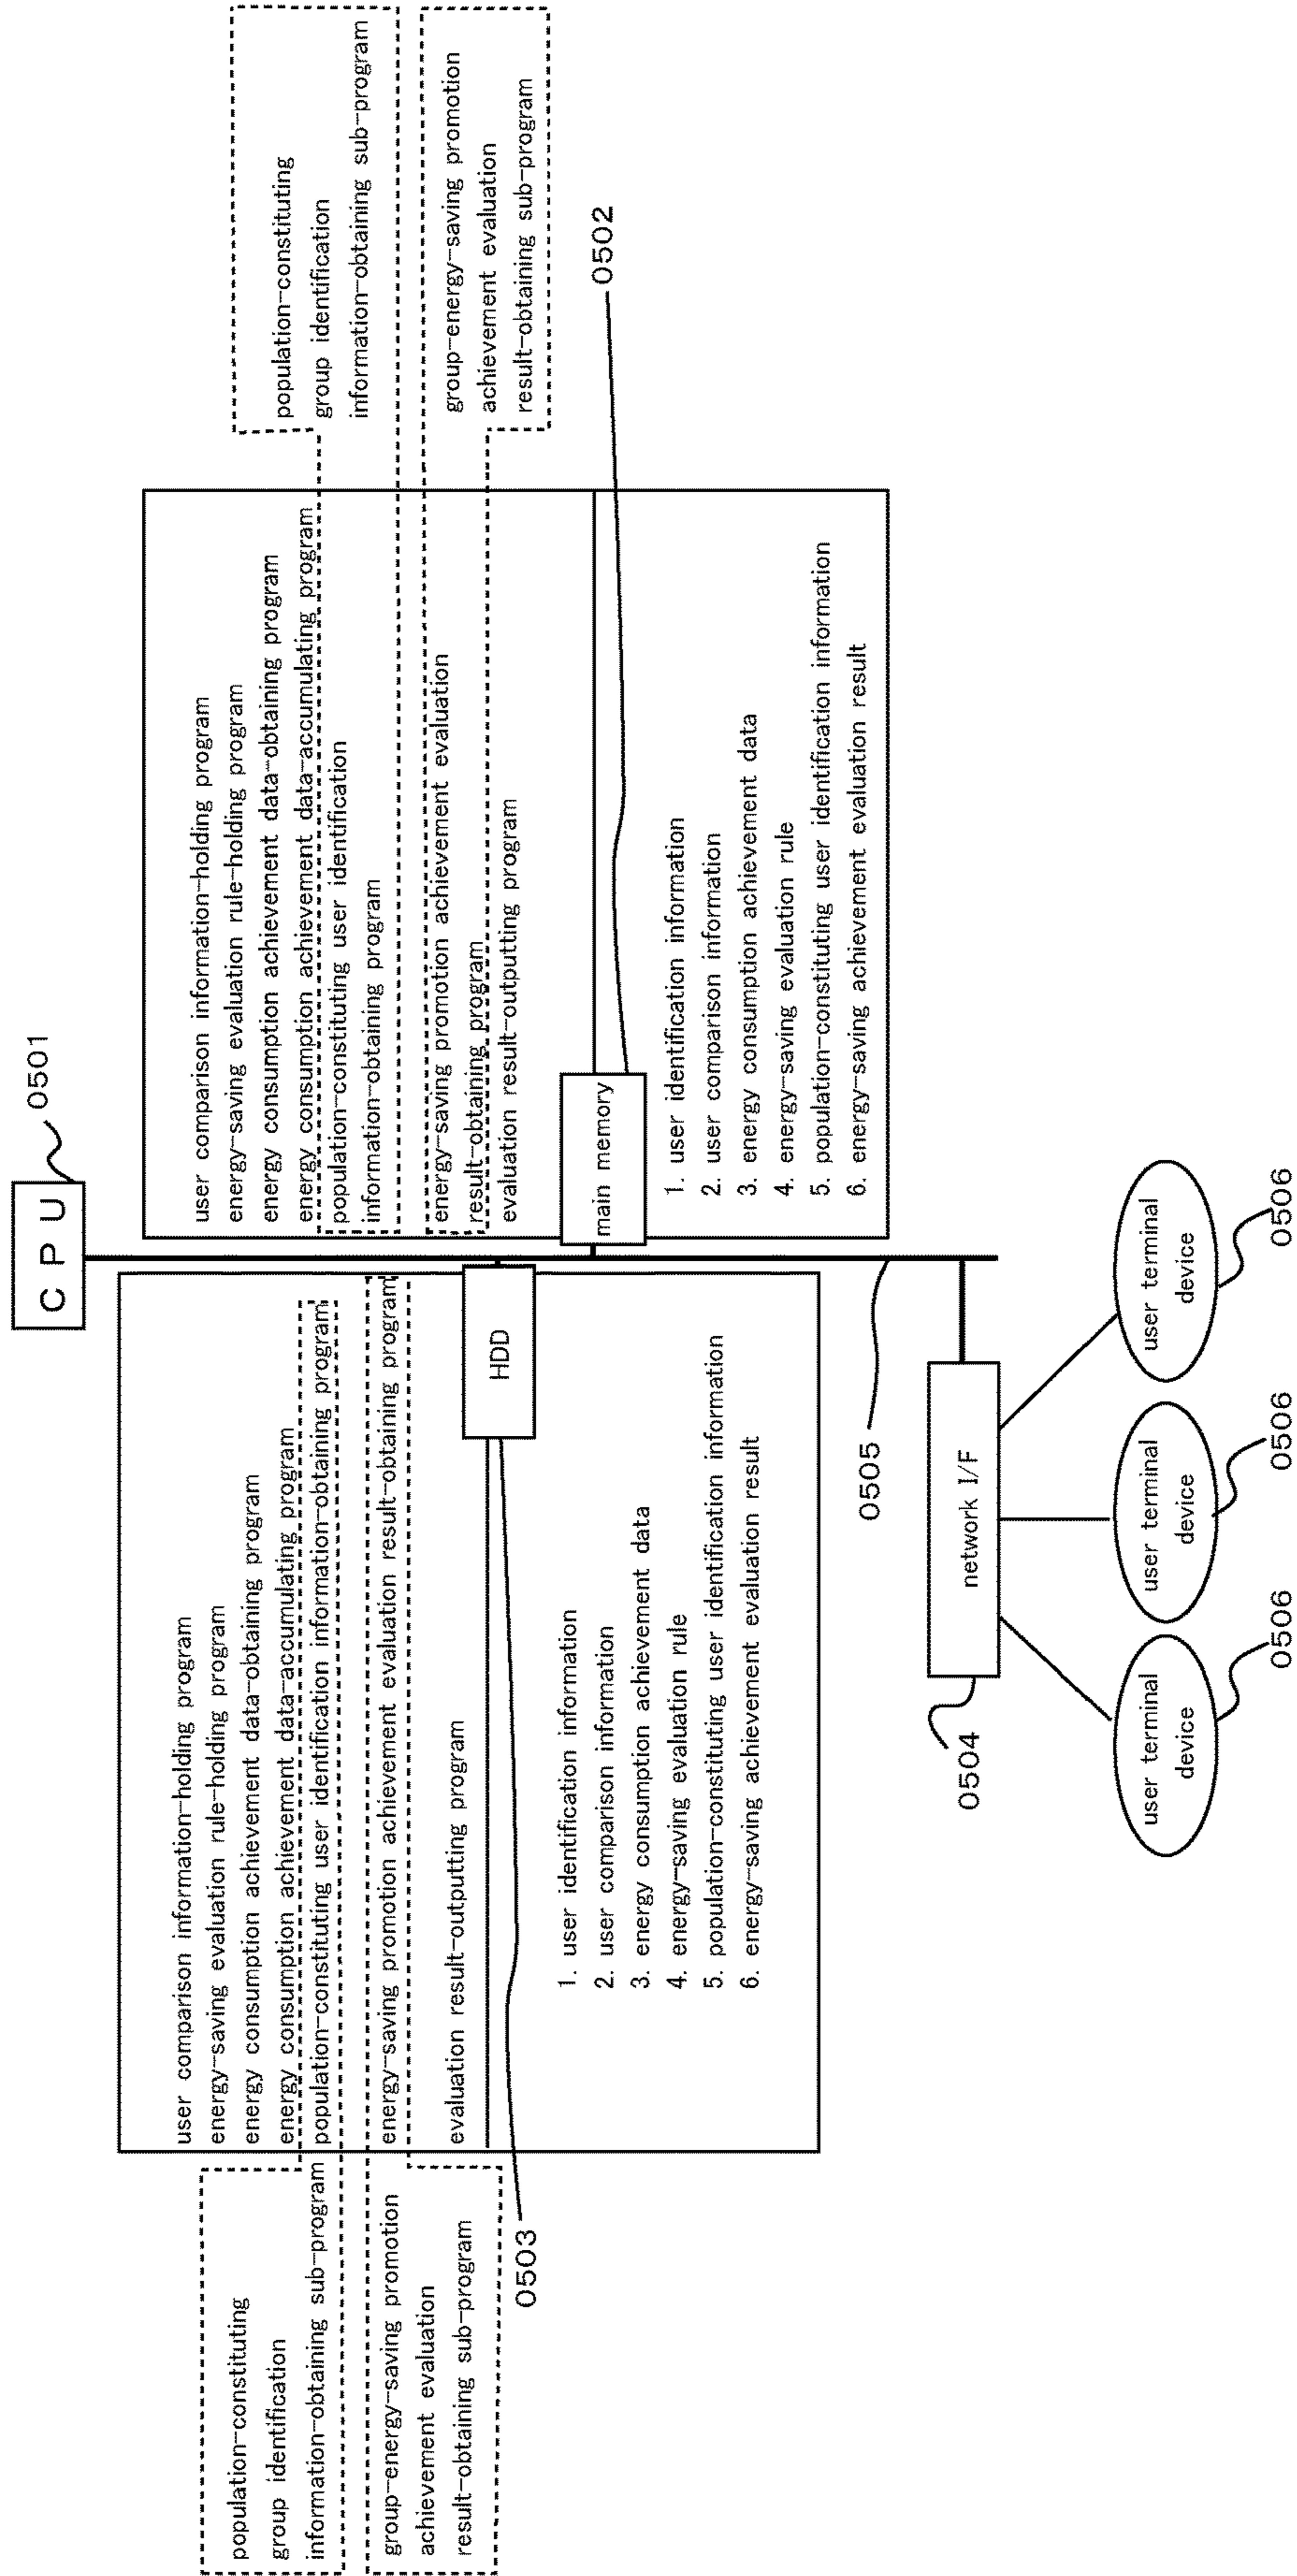 C P U
0501
population-constituting
group identification
information-obtaining sub-program
group-energy-saving promotion
achievement evaluation
result-obtaining sub-program
0503
user comparison information-holding program
energy-saving evaluation rule-holding program
energy consumption achievement data-obtaining program
energy consumption achievement data-accumulating program
population-constituting user identification information-obtaining program
energy-saving promotion achievement evaluation result-obtaining program
evaluation result-outputting program
HDD
1. user identification information
2. user comparison information
3. energy consumption achievement data
4. energy-saving evaluation rule
5. population-constituting user identification information
6. energy-saving achievement evaluation result
user comparison information-holding program
energy-saving evaluation rule-holding program
energy consumption achievement data-obtaining program
energy consumption achievement data-accumulating program
population-constituting user identification
information-obtaining program
energy-saving promotion achievement evaluation
result-obtaining program
evaluation result-outputting program
main memory
1. user identification information
2. user comparison information
3. energy consumption achievement data
4. energy-saving evaluation rule
5. population-constituting user identification information
6. energy-saving achievement evaluation result
population-constituting
group identification
information-obtaining sub-program
group-energy-saving promotion
achievement evaluation
result-obtaining sub-program
0502
0505
network I/F
0504
user terminal
device
0506
user terminal
device
0506
user terminal
device
0506